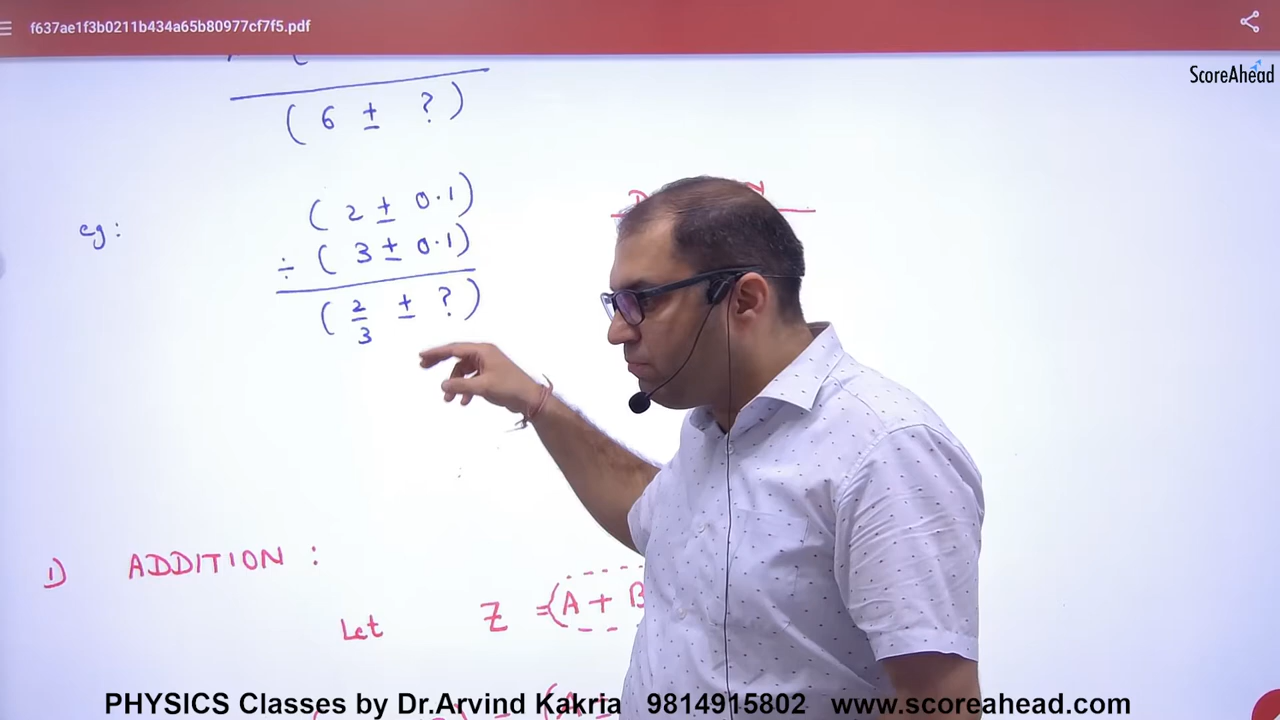 f637ae1f3b0211b434a65b80977cf7f5.pdf
ScoreAhead
( 6 ± ? )
eg:
( 2 ± 0.1 )
÷ ( 3 ± 0.1 )
( 2/3 ± ? )
1) ADDITION :
Let Z = (A + B
PHYSICS Classes by Dr.Arvind Kakria 9814915802 www.scoreahead.com